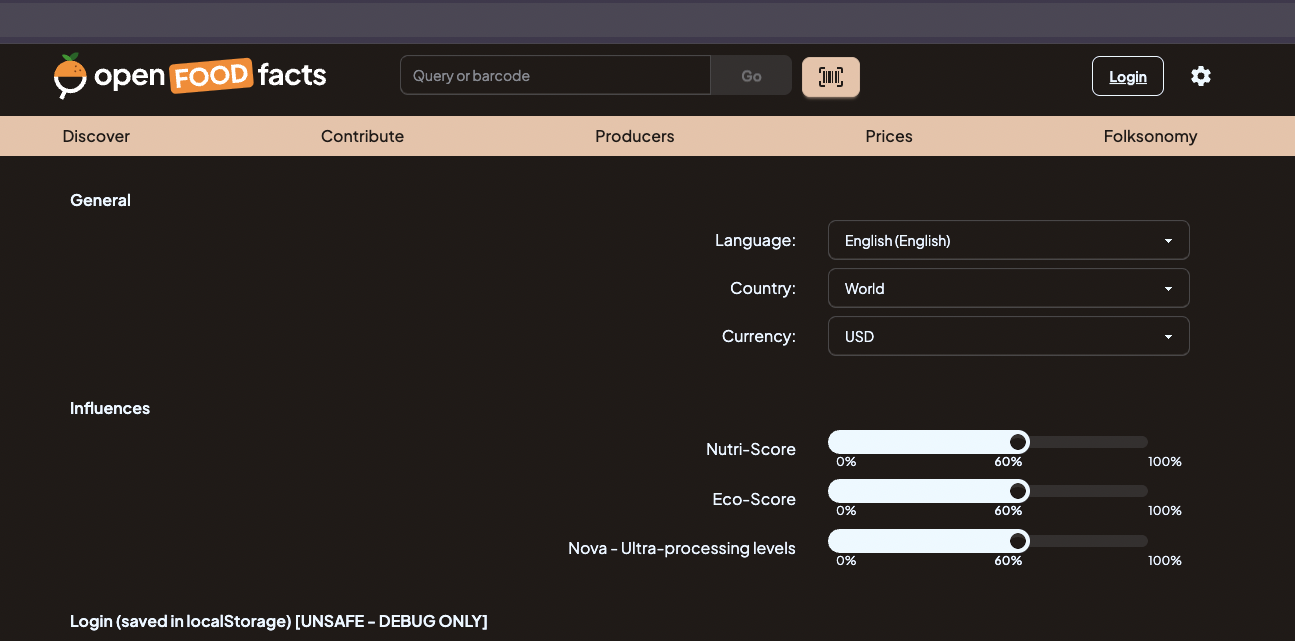 open FOOD facts
Query or barcode
Go
Login
Discover Contribute Producers Prices Folksonomy
General
Language: English (English)
Country: World
Currency: USD
Influences
Nutri-Score
0% 60% 100%
Eco-Score
0% 60% 100%
Nova - Ultra-processing levels
0% 60% 100%
Login (saved in localStorage) [UNSAFE - DEBUG ONLY]